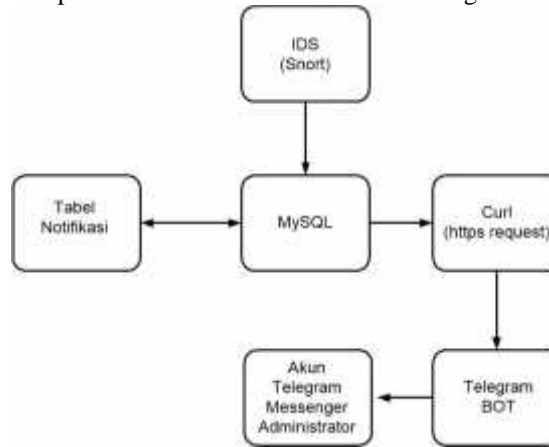 IDS
(Snort)
Tabel
Notifikasi
MySQL
Curl
(https request)
Akun
Telegram
Messenger
Administrator
Telegram
BOT